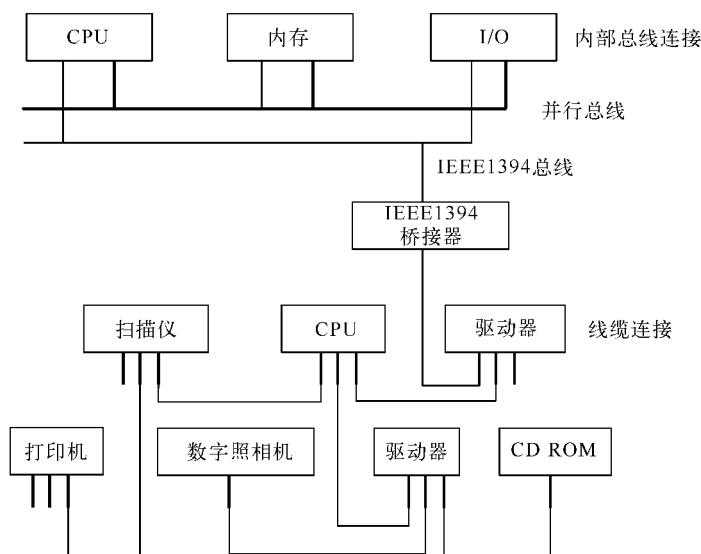 CPU
内存
I/O
内部总线连接
并行总线
IEEE1394总线
IEEE1394
桥接器
扫描仪
CPU
驱动器
线缆连接
打印机
数字照相机
驱动器
CD ROM